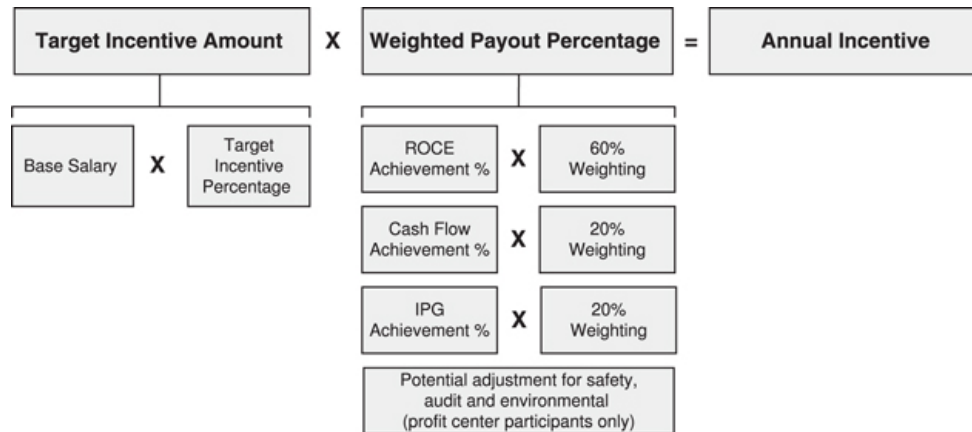 Target Incentive Amount X Weighted Payout Percentage = Annual Incentive
Base Salary X Target
Incentive
Percentage
ROCE
Achievement % X 60%
Weighting
Cash Flow
Achievement % X 20%
Weighting
IPG
Achievement % X 20%
Weighting
Potential adjustment for safety,
audit and environmental
(profit center participants only)